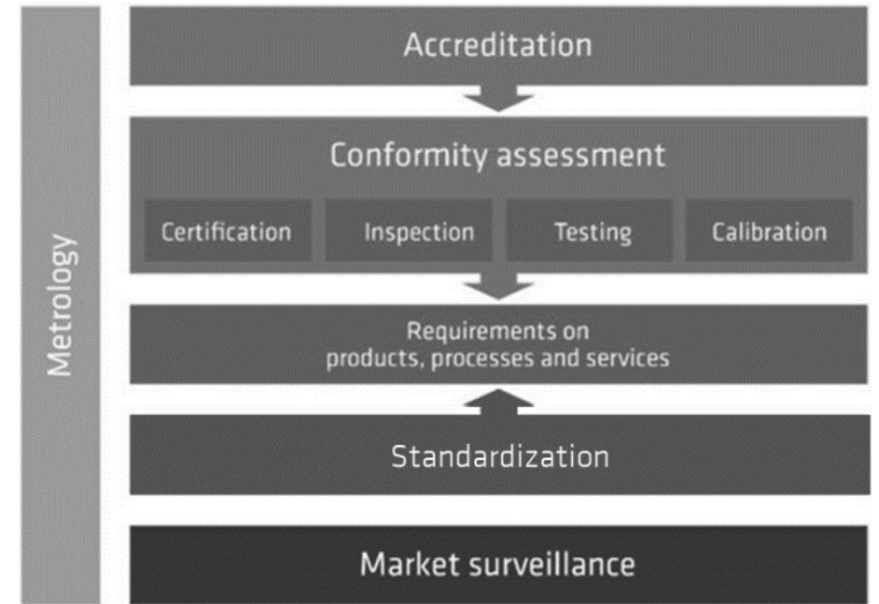 Metrology
Accreditation
Conformity assessment
Certification
Inspection
Testing
Calibration
Requirements on
products, processes and services
Standardization
Market surveillance